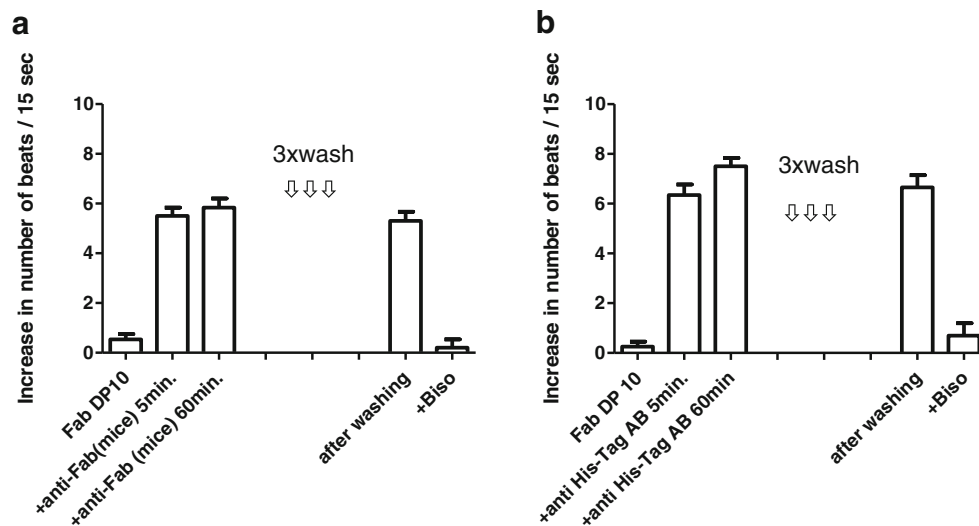 a
Increase in number of beats / 15 sec
10
8
6
4
2
0
3xwash
Fab DP10
+anti-Fab(mice) 5min.
+anti-Fab (mice) 60min.
after washing
+Biso
b
Increase in number of beats / 15 sec
10
8
6
4
2
0
3xwash
Fab DP 10
+anti His-Tag AB 5min.
+anti His-Tag AB 60min
after washing
+Biso